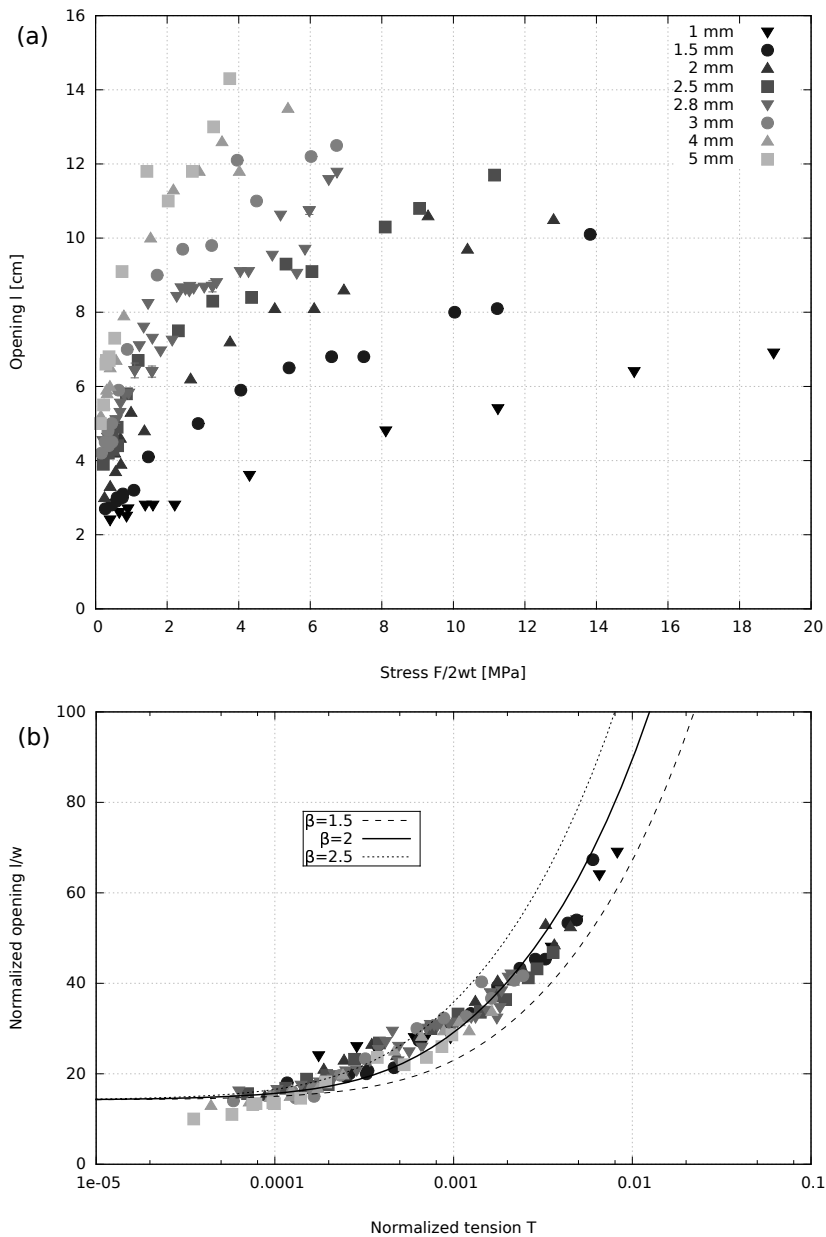 (a)
16
14
12
10
8
6
4
2
0
Opening l [cm]
1 mm
1.5 mm
2 mm
2.5 mm
2.8 mm
3 mm
4 mm
5 mm
0 2 4 6 8 10 12 14 16 18 20
Stress F/2wt [MPa]
(b)
100
80
60
40
20
0
Normalized opening l/w
β=1.5
β=2
β=2.5
1e-05 0.0001 0.001 0.01 0.1
Normalized tension T